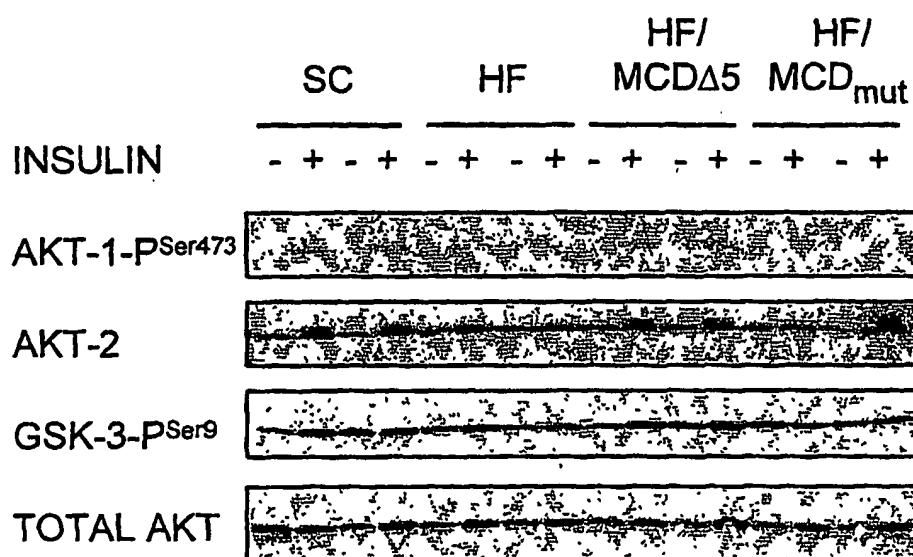 SC HF HF/ MCDΔ5 HF/ MCDmut
INSULIN - + - + - + - + - + - + - + - +
AKT-1-PSer473
AKT-2
GSK-3-PSer9
TOTAL AKT